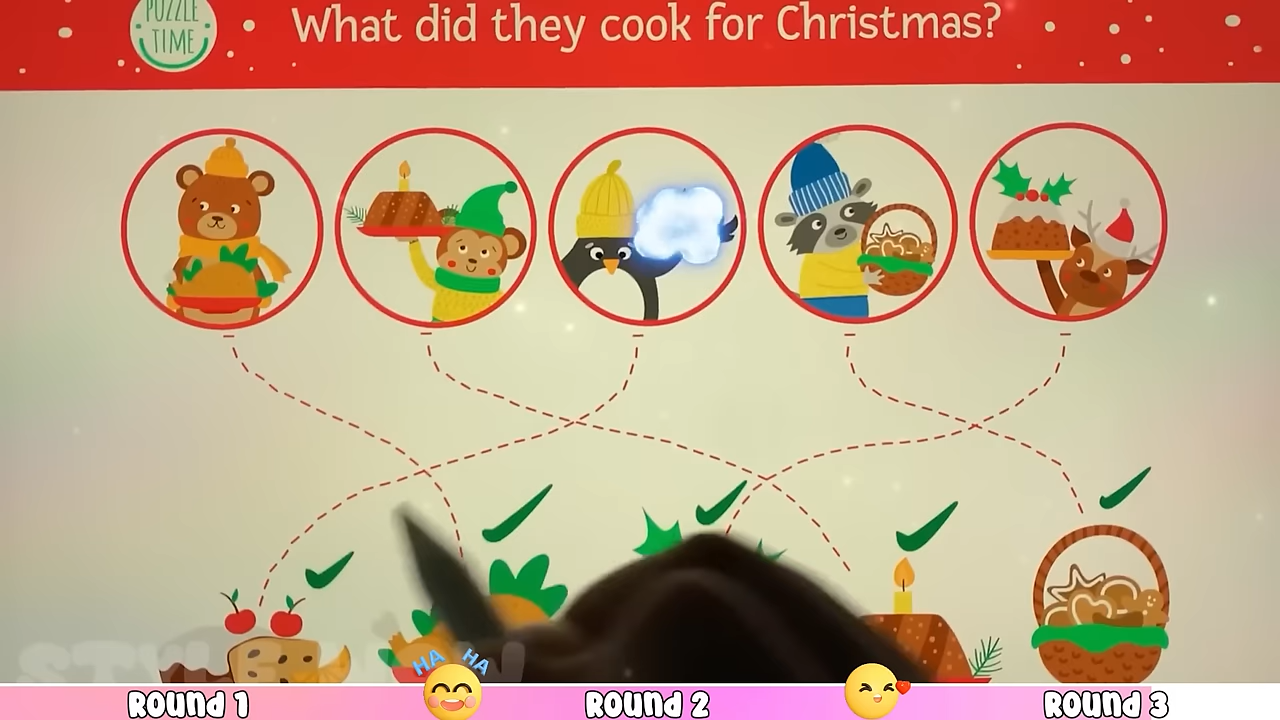 PUZZLE
TIME
What did they cook for Christmas?
HA HA
ROUND 1
ROUND 2
ROUND 3